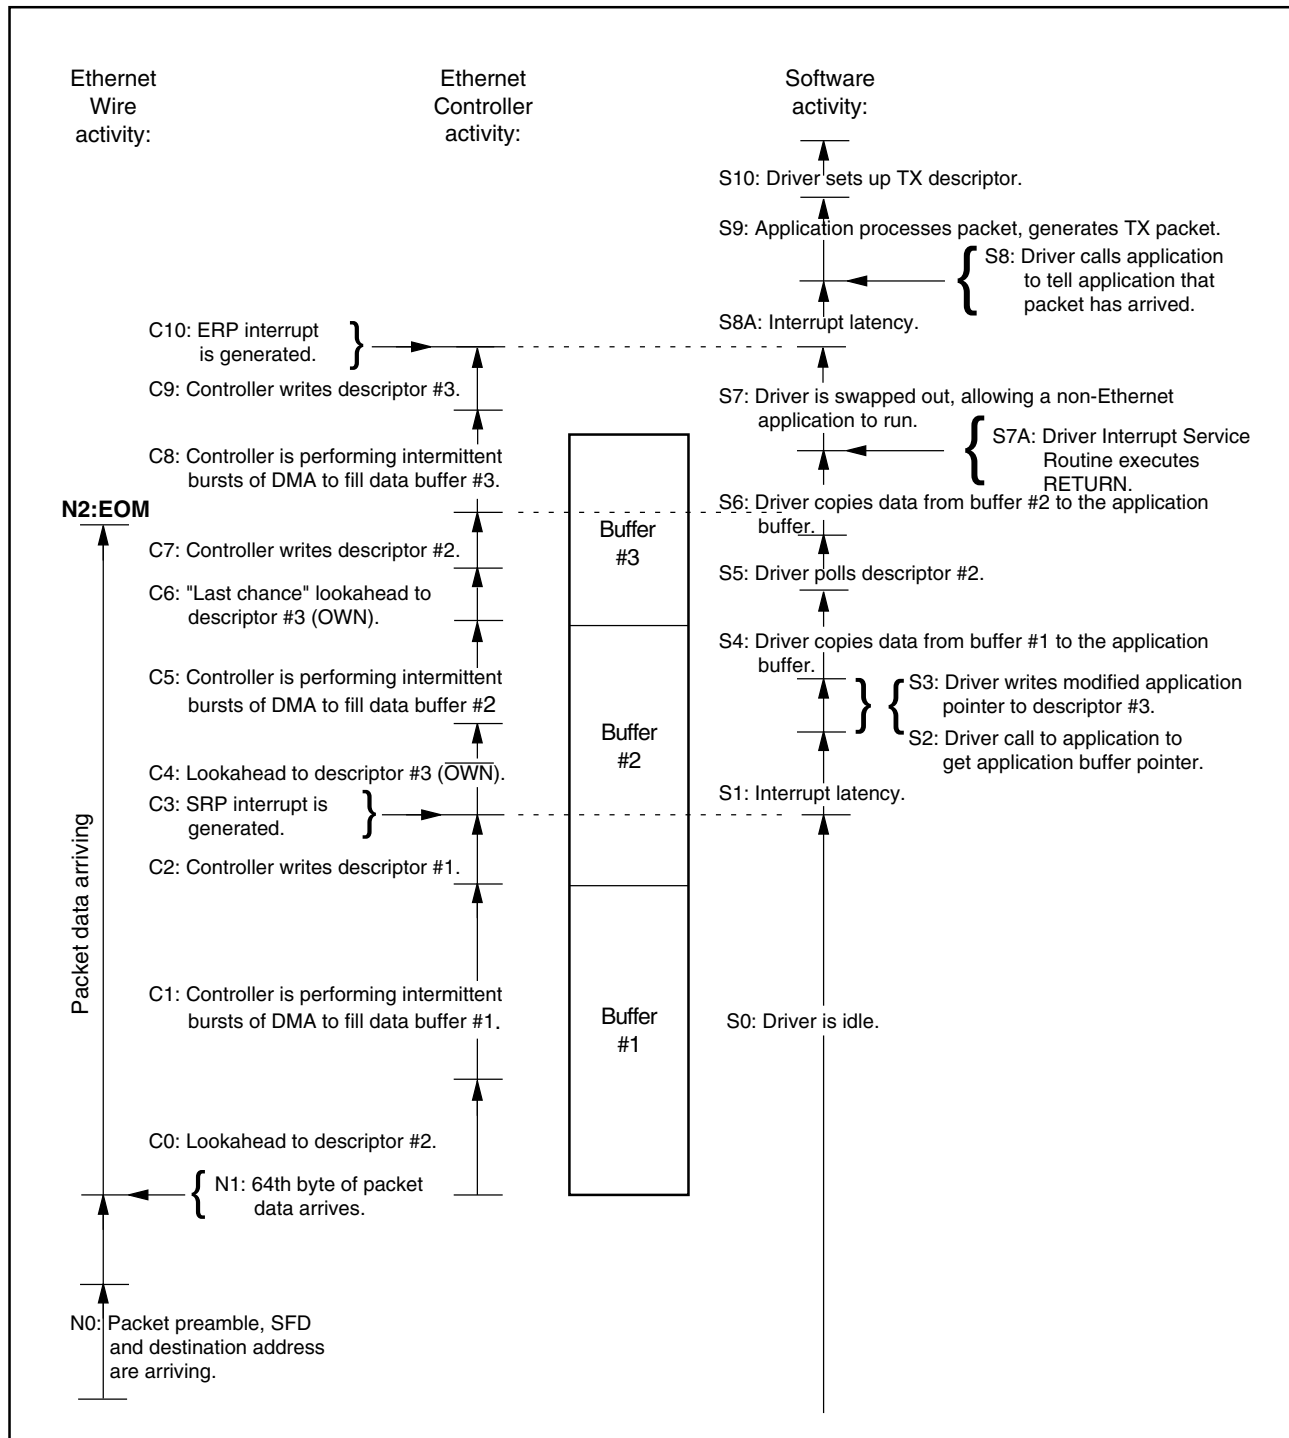 Ethernet
Wire
activity:
Ethernet
Controller
activity:
Software
activity:
S10: Driver sets up TX descriptor.
S9: Application processes packet, generates TX packet.
S8: Driver calls application
to tell application that
packet has arrived.
S8A: Interrupt latency.
C10: ERP interrupt
is generated.
C9: Controller writes descriptor #3.
S7: Driver is swapped out, allowing a non-Ethernet
application to run.
S7A: Driver Interrupt Service
Routine executes
RETURN.
C8: Controller is performing intermittent
bursts of DMA to fill data buffer #3.
N2:EOM
S6: Driver copies data from buffer #2 to the application
buffer.
Buffer
#3
C7: Controller writes descriptor #2.
S5: Driver polls descriptor #2.
C6: "Last chance" lookahead to
descriptor #3 (OWN).
S4: Driver copies data from buffer #1 to the application
buffer.
C5: Controller is performing intermittent
bursts of DMA to fill data buffer #2
S3: Driver writes modified application
pointer to descriptor #3.
S2: Driver call to application to
get application buffer pointer.
Buffer
#2
C4: Lookahead to descriptor #3 (O̅W̅N̅).
S1: Interrupt latency.
C3: SRP interrupt is
generated.
C2: Controller writes descriptor #1.
Packet data arriving
C1: Controller is performing intermittent
bursts of DMA to fill data buffer #1.
Buffer
#1
S0: Driver is idle.
C0: Lookahead to descriptor #2.
N1: 64th byte of packet
data arrives.
N0: Packet preamble, SFD
and destination address
are arriving.